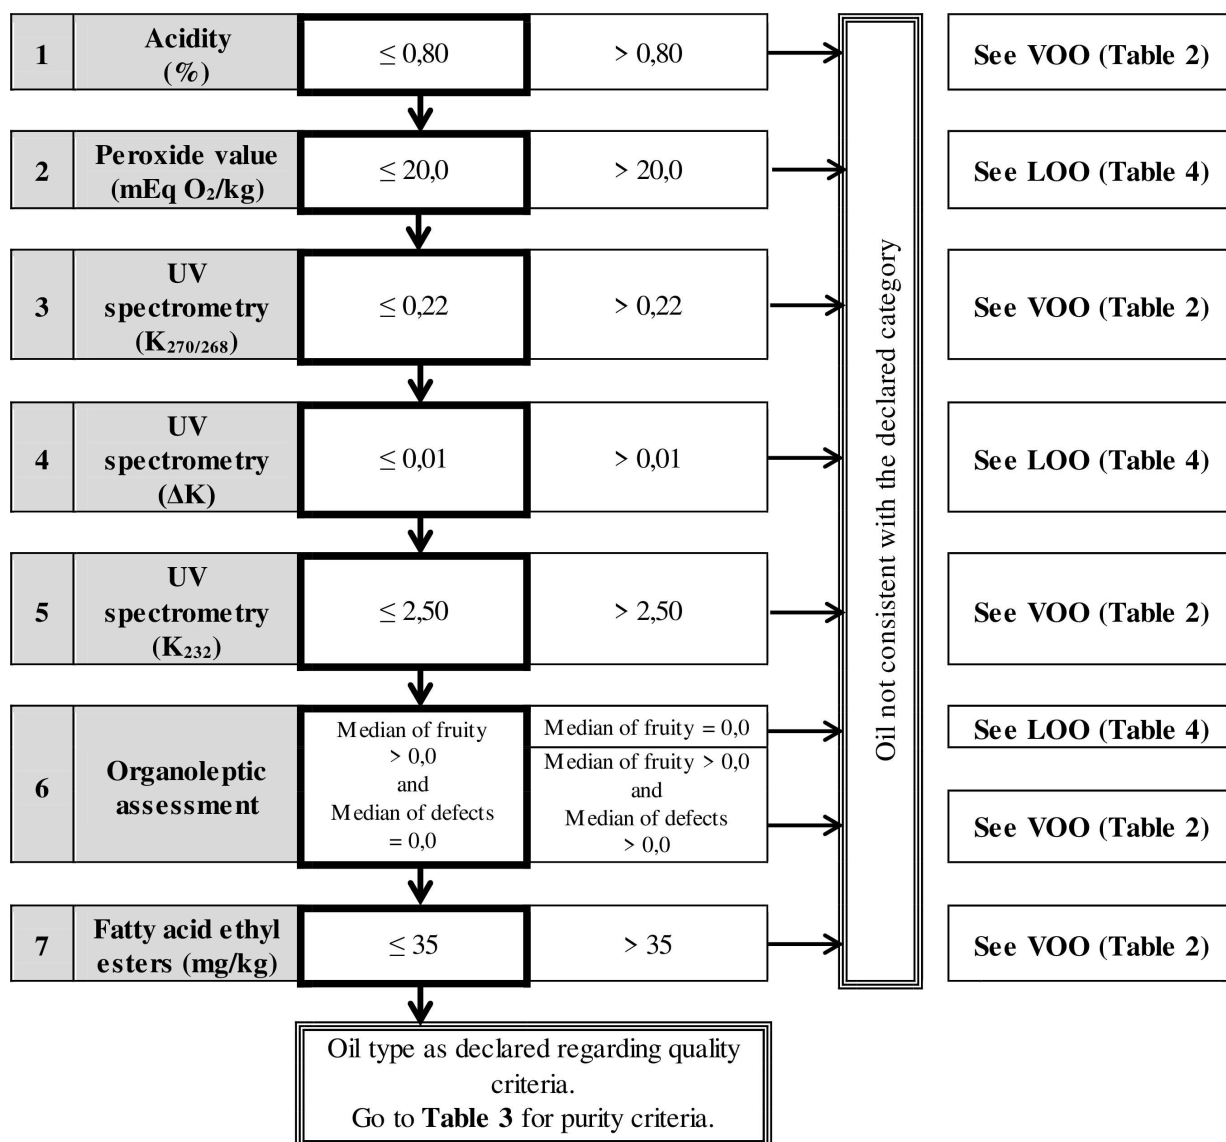 1
Acidity
(%)
≤ 0,80
> 0,80
See VOO (Table 2)
2
Peroxide value
(mEq O₂/kg)
≤ 20,0
> 20,0
See LOO (Table 4)
3
UV
spectrometry
(K₂₇₀/₂₆₈)
≤ 0,22
> 0,22
See VOO (Table 2)
4
UV
spectrometry
(ΔK)
≤ 0,01
> 0,01
See LOO (Table 4)
5
UV
spectrometry
(K₂₃₂)
≤ 2,50
> 2,50
See VOO (Table 2)
6
Organoleptic
assessment
Median of fruity
> 0,0
and
Median of defects
= 0,0
Median of fruity = 0,0
See LOO (Table 4)
Median of fruity > 0,0
and
Median of defects
> 0,0
See VOO (Table 2)
7
Fatty acid ethyl
esters (mg/kg)
≤ 35
> 35
See VOO (Table 2)
Oil not consistent with the declared category
Oil type as declared regarding quality
criteria.
Go to Table 3 for purity criteria.